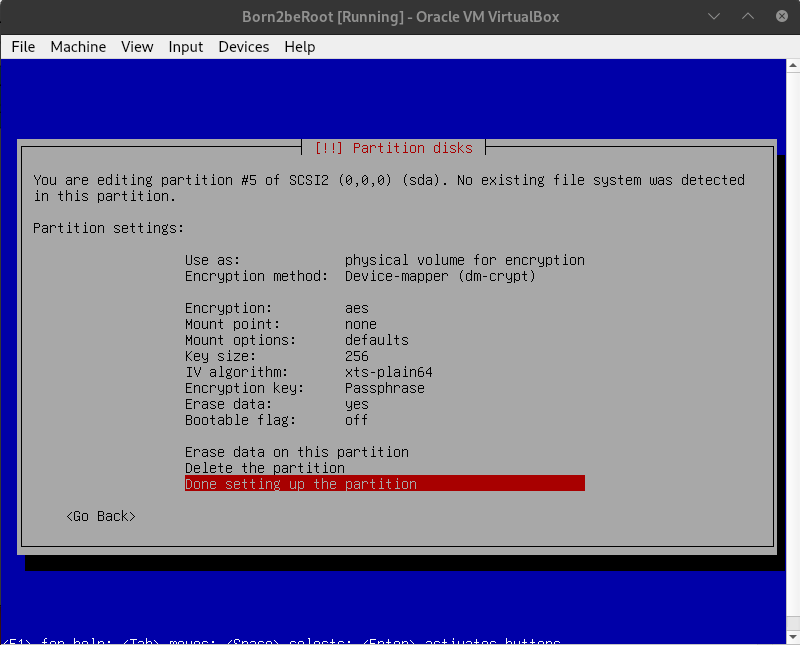 Born2beRoot [Running] - Oracle VM VirtualBox
File Machine View Input Devices Help
[!!] Partition disks
You are editing partition #5 of SCSI2 (0,0,0) (sda). No existing file system was detected
in this partition.
Partition settings:
Use as: physical volume for encryption
Encryption method: Device-mapper (dm-crypt)
Encryption: aes
Mount point: none
Mount options: defaults
Key size: 256
IV algorithm: xts-plain64
Encryption key: Passphrase
Erase data: yes
Bootable flag: off
Erase data on this partition
Delete the partition
Done setting up the partition
<Go Back>
<F1> for help; <Tab> moves; <Space> selects; <Enter> activates buttons